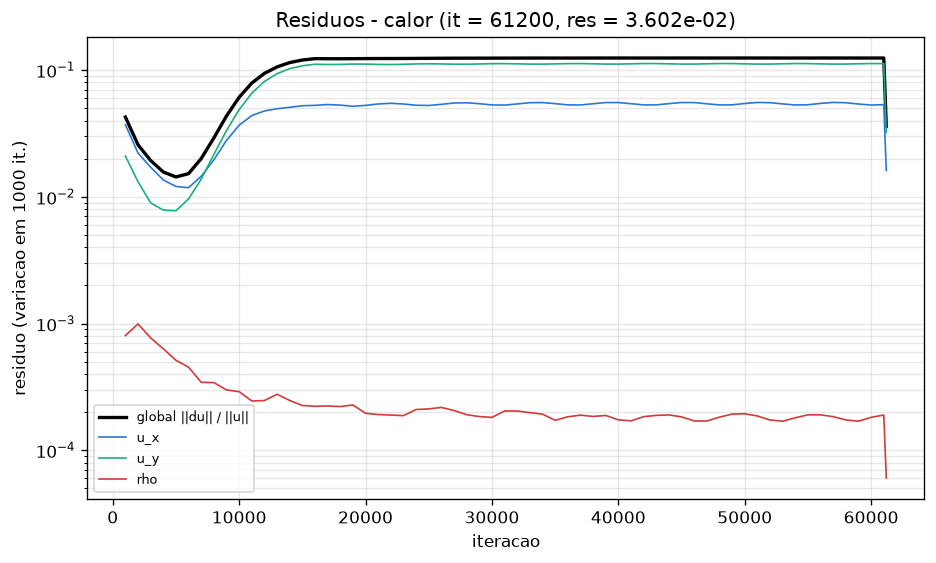 Residuos - calor (it = 61200, res = 3.602e-02)
residuo (variacao em 1000 it.)
10^-1
10^-2
10^-3
10^-4
global ||du|| / ||u||
u_x
u_y
rho
0 10000 20000 30000 40000 50000 60000
iteracao